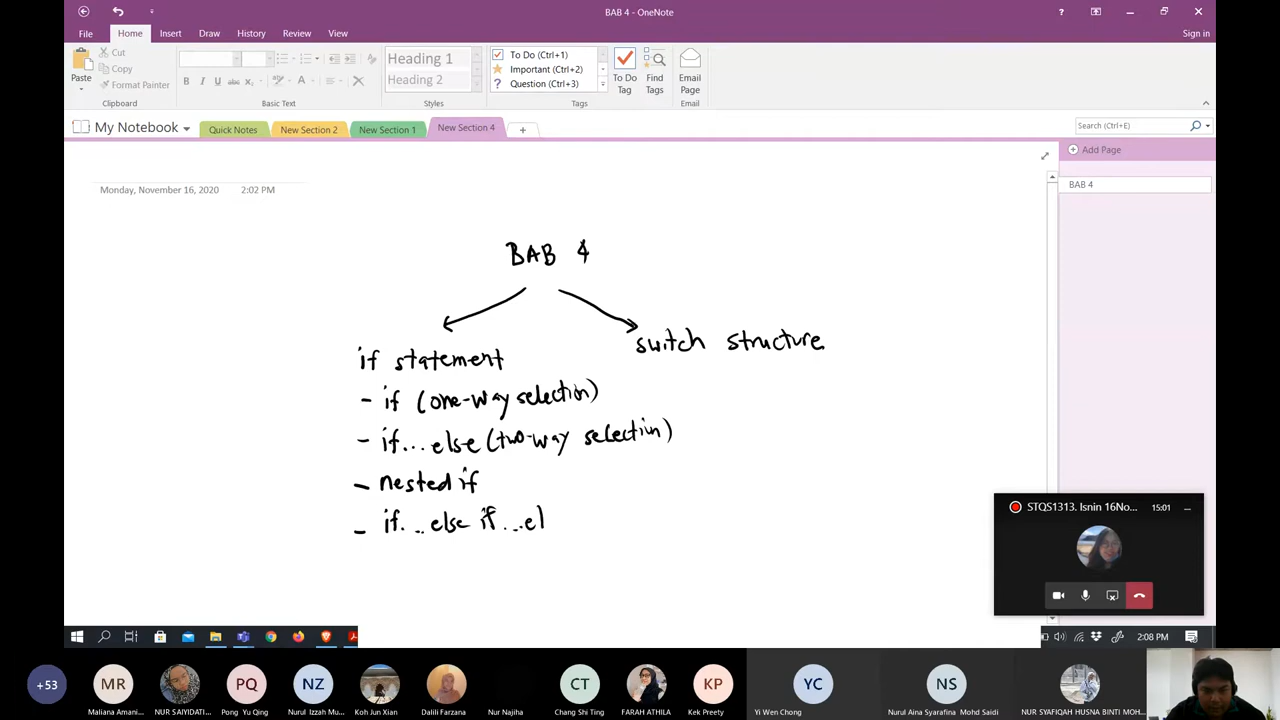 BAB 4 - OneNote
?
File
Home
Insert
Draw
History
Review
View
Sign in
Paste
Cut
Copy
Format Painter
Clipboard
B I U abc
Basic Text
Heading 1
Heading 2
Styles
To Do (Ctrl+1)
Important (Ctrl+2)
? Question (Ctrl+3)
Tags
To Do Tag
Find Tags
Email Page
Email
My Notebook
Quick Notes
New Section 2
New Section 1
New Section 4
+
Search (Ctrl+E)
Add Page
BAB 4
Monday, November 16, 2020 2:02 PM
BAB 4
if statement
switch structure
- if (one-way selection)
- if...else (two-way selection)
- nested if
- if...else if...el
STQS1313. Isnin 16No... 15:01
2:08 PM
+53
MR
PQ
NZ
CT
KP
YC
NS
Maliana Amani...
NUR SAIYIDATI...
Pong Yu Qing
Nurul Izzah Mu...
Koh Jun Xian
Dalili Farzana
Nur Najiha
Chang Shi Ting
FARAH ATHILA
Kek Preety
Yi Wen Chong
Nurul Aina Syarafina Mohd Saidi
NUR SYAFIQAH HUSNA BINTI MOH...